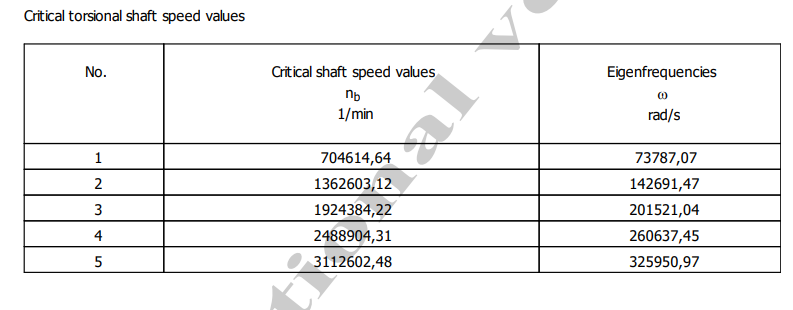 Critical torsional shaft speed values
No. Critical shaft speed values Eigenfrequencies
nb ω
1/min rad/s
1 704614,64 73787,07
2 1362603,12 142691,47
3 1924384,22 201521,04
4 2488904,31 260637,45
5 3112602,48 325950,97
tional v